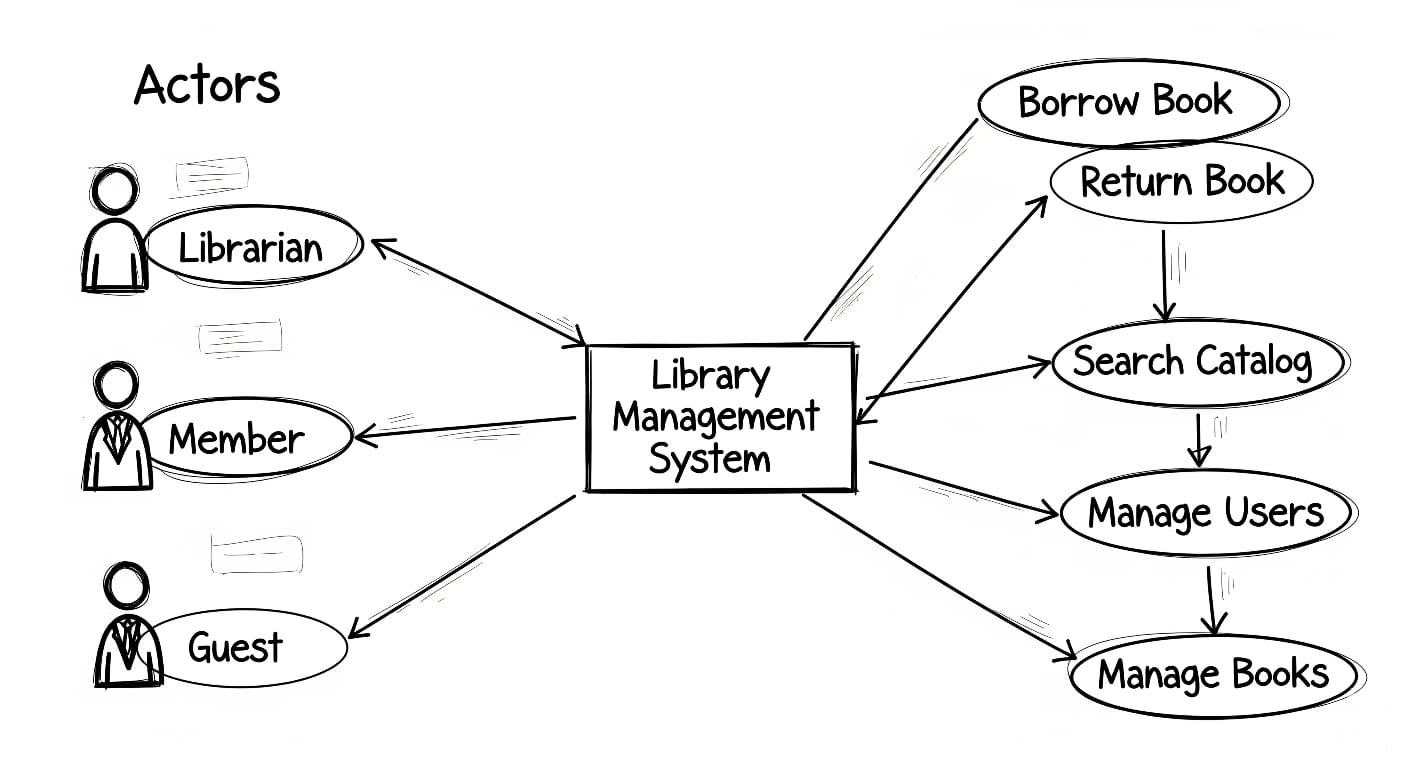 Actors
Librarian
Member
Guest
Library
Management
System
Borrow Book
Return Book
Search Catalog
Manage Users
Manage Books